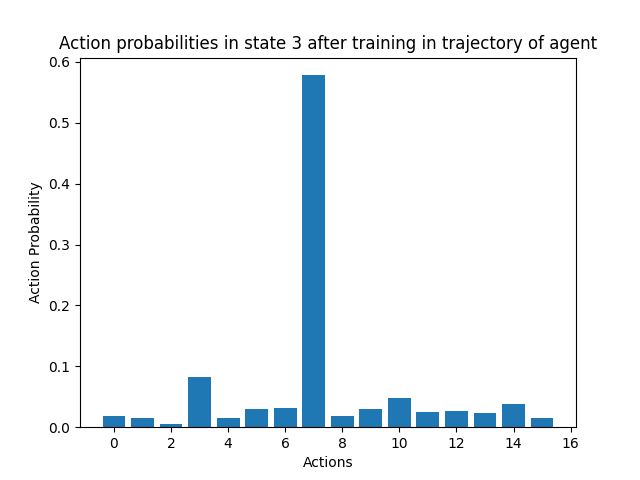 Action probabilities in state 3 after training in trajectory of agent
0.6
0.5
0.4
0.3
0.2
0.1
0.0
Action Probability
0 2 4 6 8 10 12 14 16
Actions